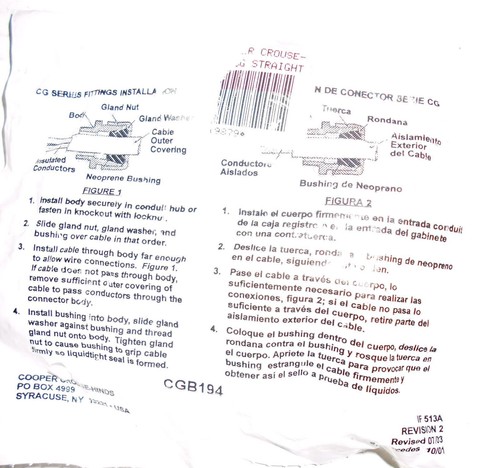 CROUSE-
STRAIGHT
CG SERIES FITTINGS
Gland Nut
Body
Gland Washer
Cable
Outer
Covering
Insulated
Conductors
Neoprene Bushing
FIGURE 1
1. Install body securely in conduit hub or
fasten in knockout with locknut.
2. Slide gland nut, gland washer, and
bushing over cable in that order.
3. Install cable through body far enough
to allow wire connections. Figure 1.
If cable does not pass through body,
remove sufficient outer covering of
cable to pass conductors through the
connector body.
4. Install bushing into body, slide gland
washer against bushing and thread
gland nut onto body. Tighten gland
nut to cause bushing to grip cable
firmly so liquidtight seal is formed.
COOPER
PO BOX 4999
SYRACUSE, NY USA
CGB194
DE CONECTOR SERIE CG
Tuerca
Rondana
Aislamiento
Exterior
del Cable
Conductores
Aislados
Bushing de Neopreno
FIGURA 2
1. Instale el cuerpo firmemente en la entrada conduit
de la caja registro en la entrada del gabinete
con una contratuerca.
2. Deslice la tuerca, bushing de neopreno
en el cable,
3. Pase el cable a través del cuerpo, lo
suficientemente necesario para realizar las
conexiones, figura 2; si el cable no pasa lo
suficiente a través del cuerpo, retire parte del
aislamiento exterior del cable.
4. Coloque el bushing dentro del cuerpo, deslice la
rondana contra el bushing y rosque la tuerca en
el cuerpo. Apriete la tuerca para provocar que el
bushing estrangule el cable firmemente y
obtener asi el sello a prueba de liquidos.
IF 513A
REVISION 2
Revised 07/03
10/01